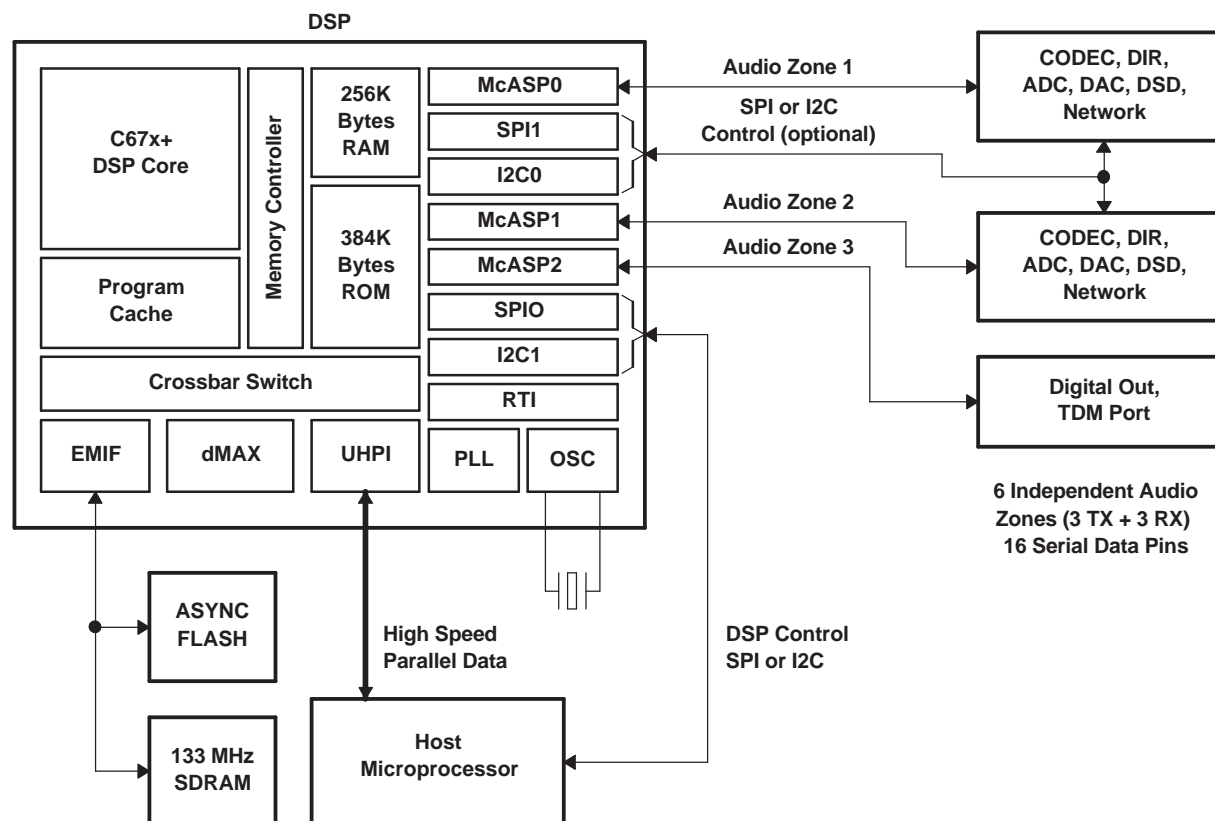 DSP
C67x+
DSP Core
Program
Cache
Memory Controller
256K
Bytes
RAM
384K
Bytes
ROM
McASP0
SPI1
I2C0
McASP1
McASP2
SPIO
I2C1
RTI
Crossbar Switch
EMIF
dMAX
UHPI
PLL
OSC
Audio Zone 1
SPI or I2C
Control (optional)
Audio Zone 2
Audio Zone 3
CODEC, DIR,
ADC, DAC, DSD,
Network
CODEC, DIR,
ADC, DAC, DSD,
Network
Digital Out,
TDM Port
6 Independent Audio
Zones (3 TX + 3 RX)
16 Serial Data Pins
ASYNC
FLASH
133 MHz
SDRAM
High Speed
Parallel Data
Host
Microprocessor
DSP Control
SPI or I2C